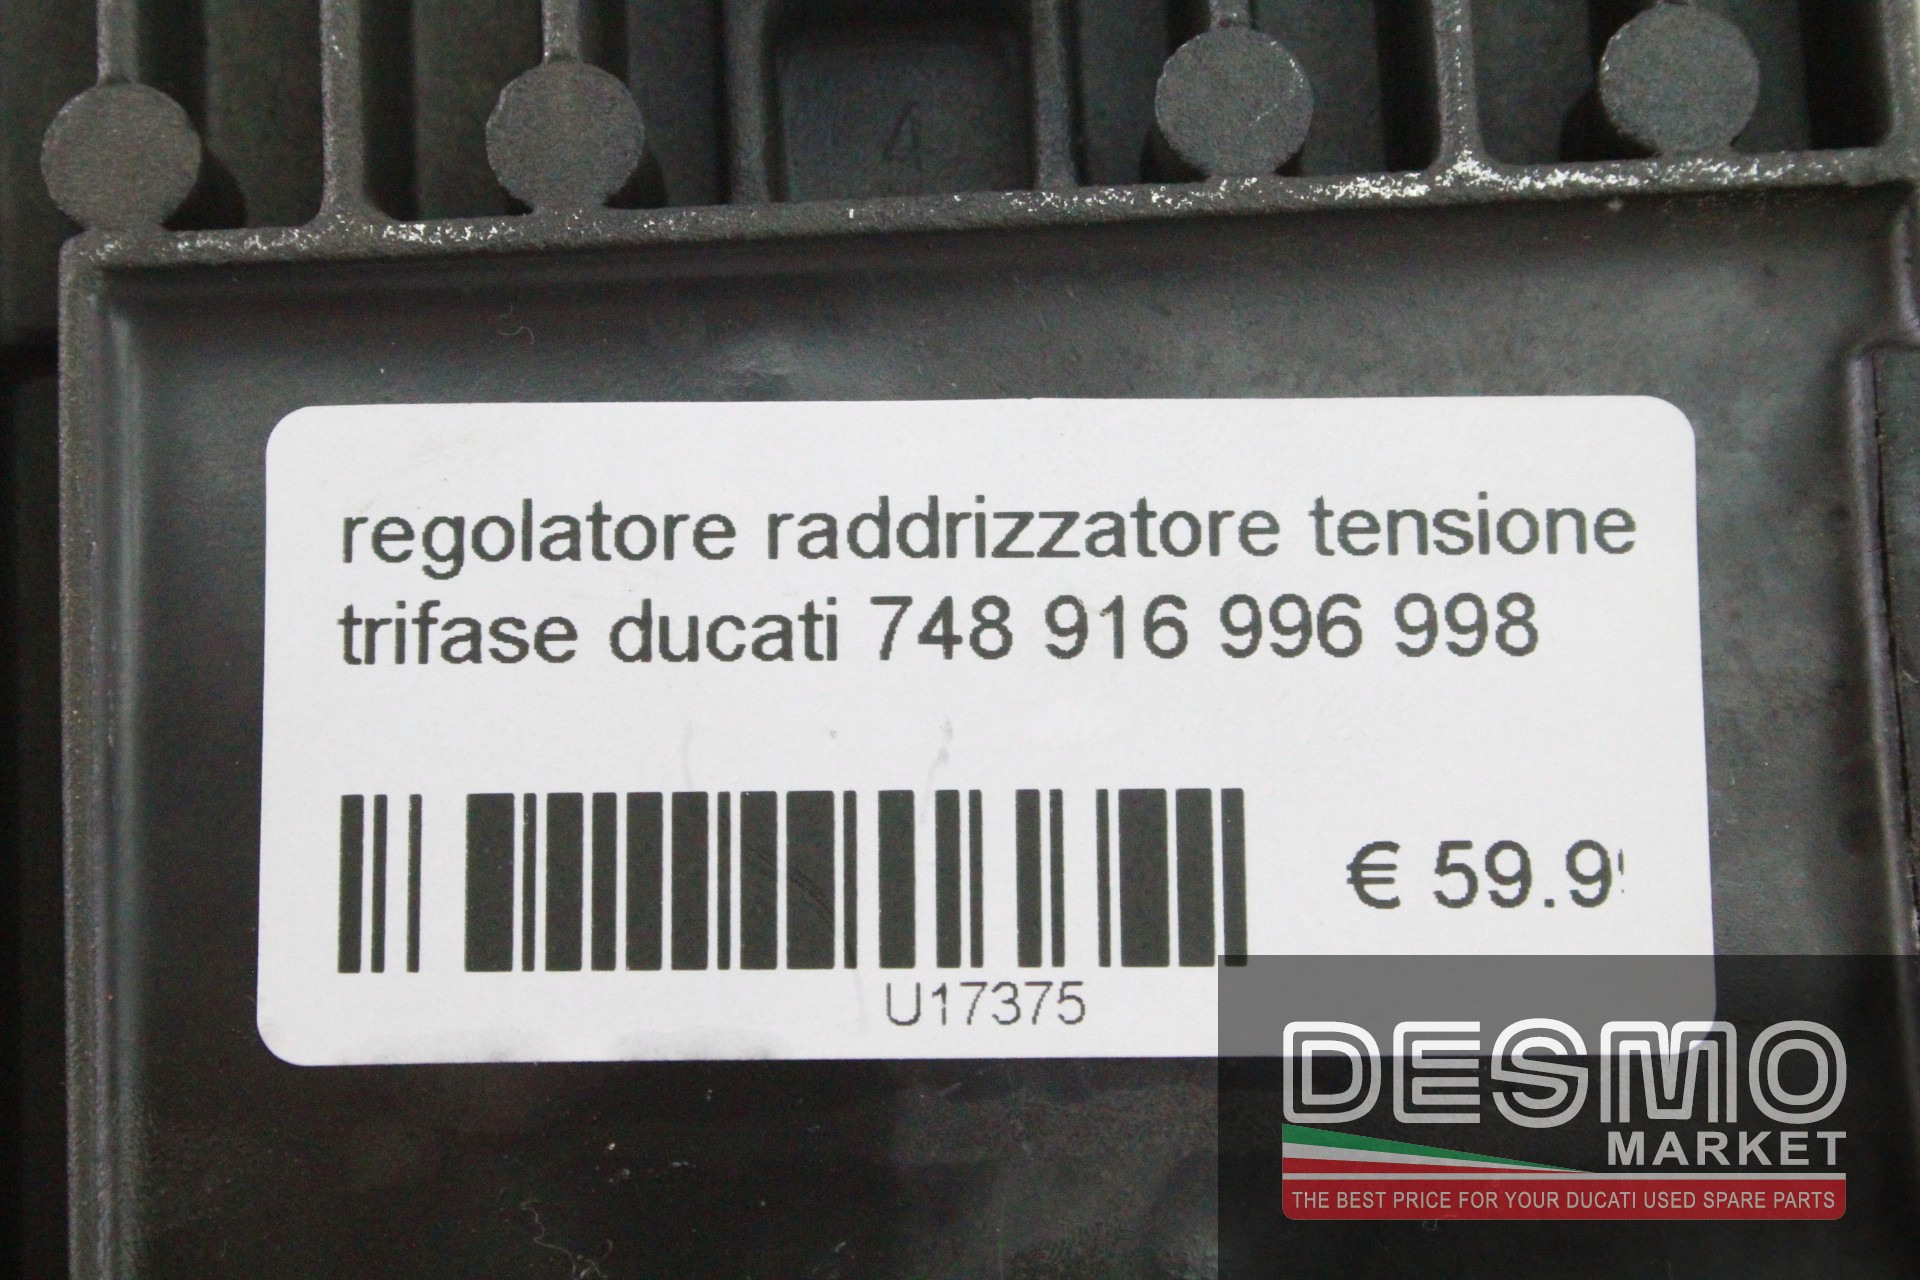 4
regolatore raddrizzatore tensione
trifase ducati 748 916 996 998
€ 59.9
U17375
DESMO
MARKET
THE BEST PRICE FOR YOUR DUCATI USED SPARE PARTS